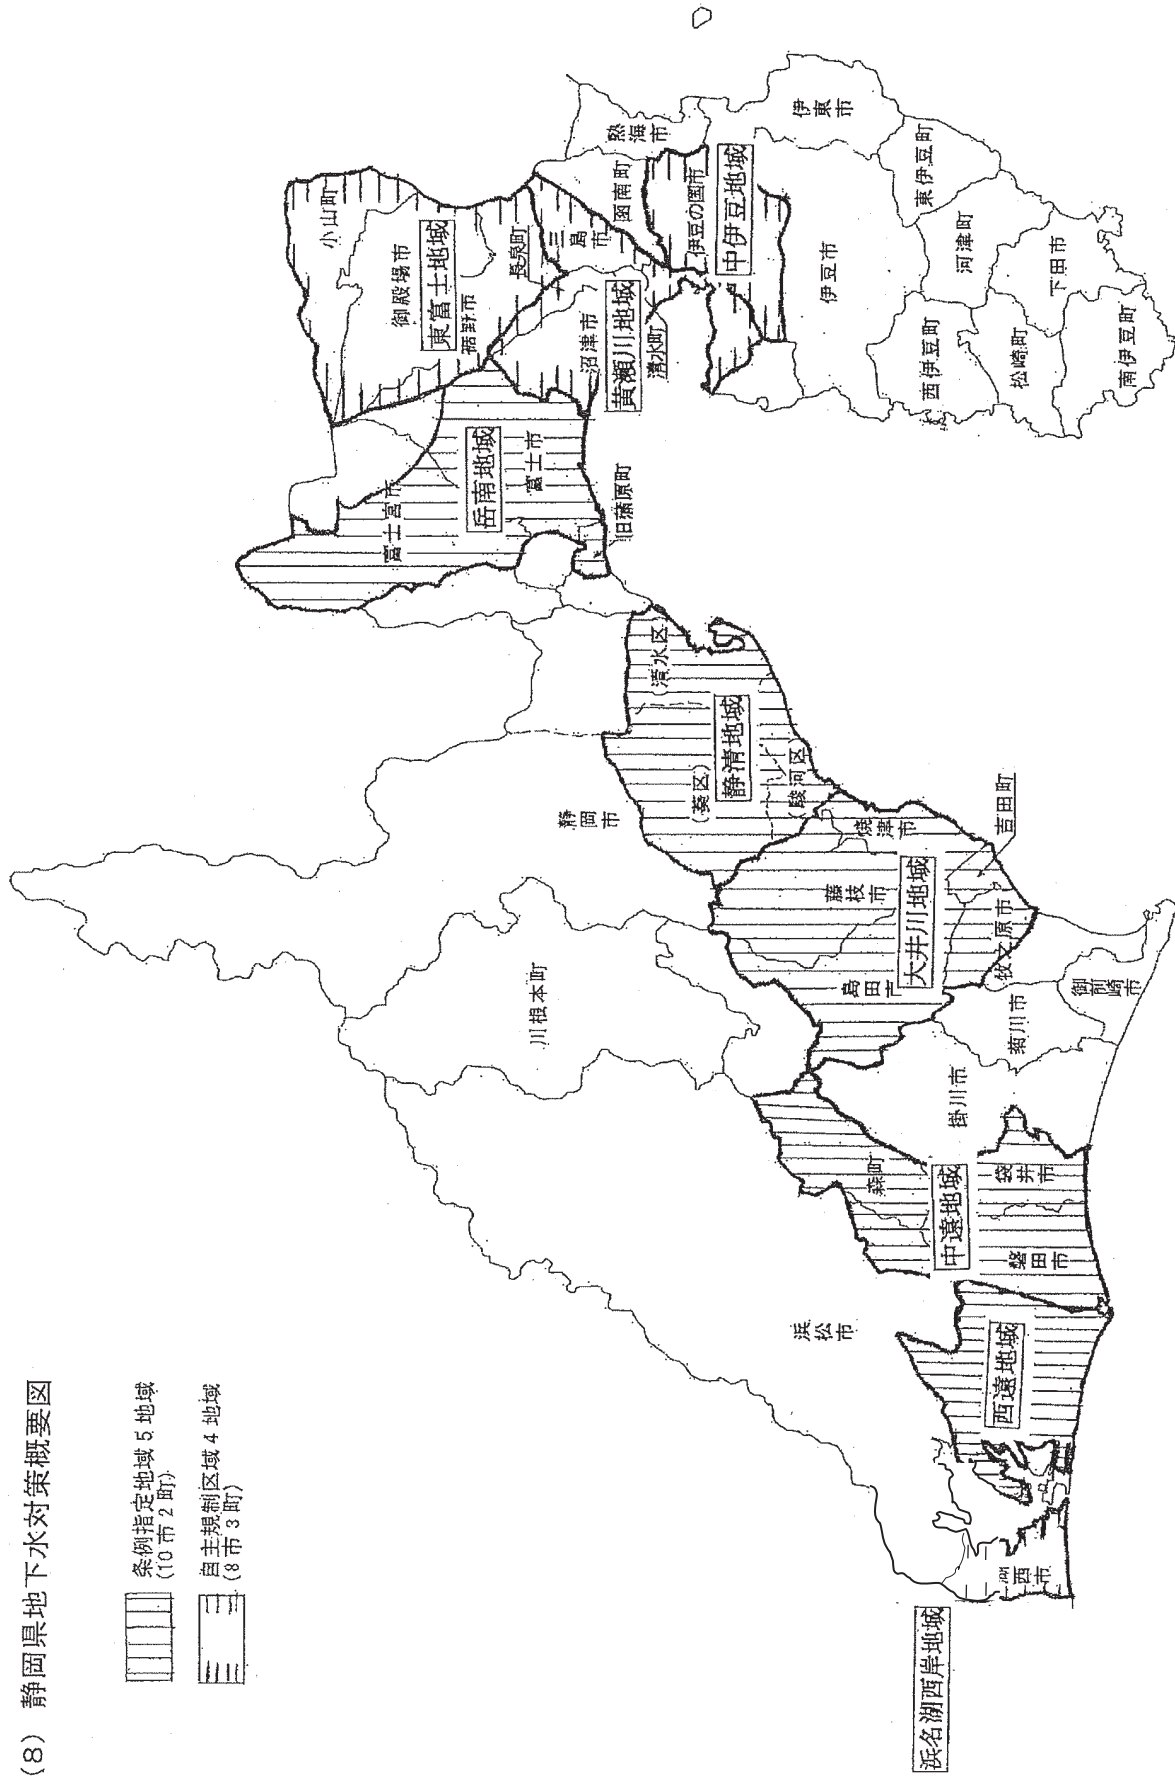 (8) 静岡県地下水対策概要図
条例指定地域5地域
(10市2町)
自主規制区域4地域
(8市3町)
小山町
御殿場市
東富士地域
裾野市
長泉町
三島市
函南町
熱海市
伊豆の国市
中伊豆地域
伊東市
沼津市
黄瀬川地域
清水町
伊豆市
東伊豆町
河津町
西伊豆町
松崎町
下田市
南伊豆町
富士宮市
岳南地域
富士市
旧蒲原町
静岡市
(清水区)
(葵区)
静清地域
(駿河区)
川根本町
焼津市
藤枝市
大井川地域
吉田町
島田市
牧之原市
御前崎市
菊川市
掛川市
森町
中遠地域
袋井市
磐田市
浜松市
西遠地域
湖西市
浜名湖西岸地域